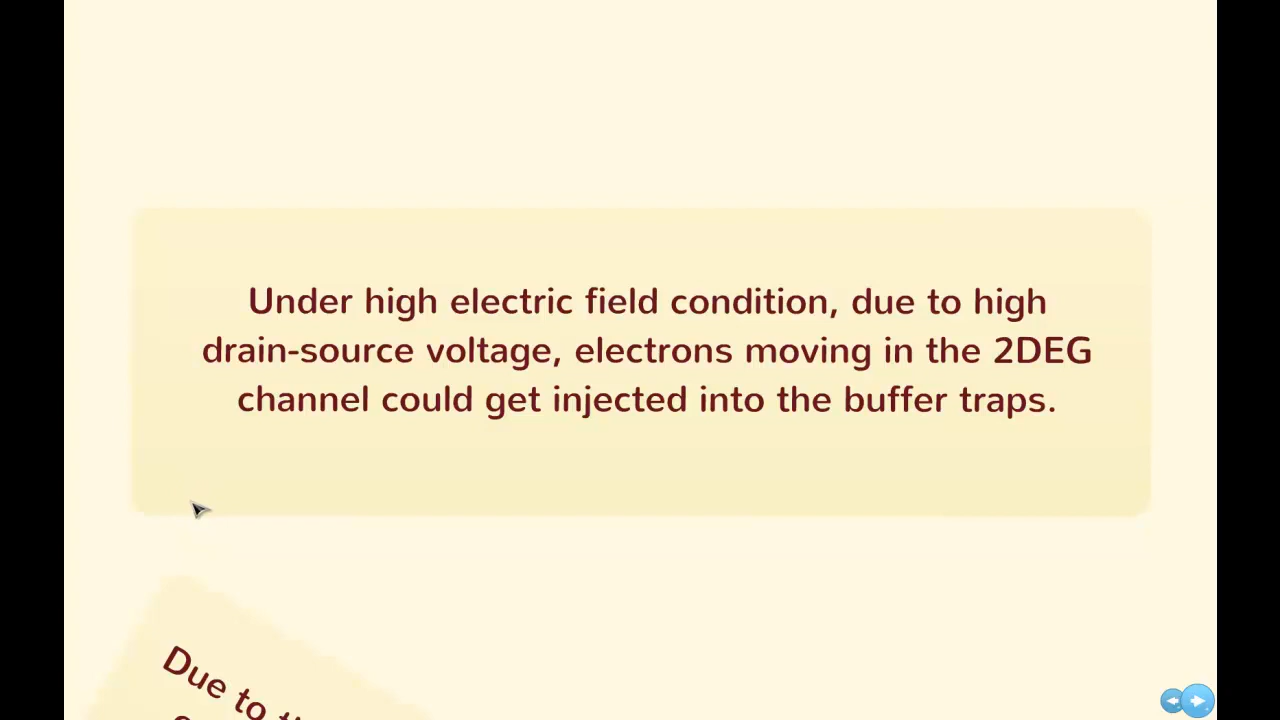 Under high electric field condition, due to high
drain-source voltage, electrons moving in the 2DEG
channel could get injected into the buffer traps.
Due to